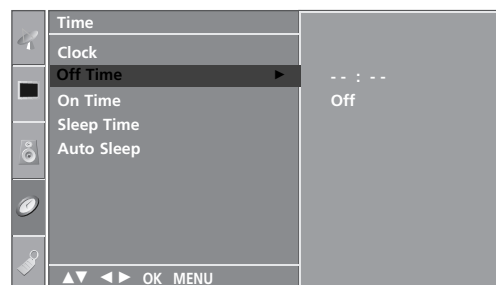 Time
Clock
Off Time ►
- - : - -
On Time
Off
Sleep Time
Auto Sleep
▲▼ ◄► OK MENU